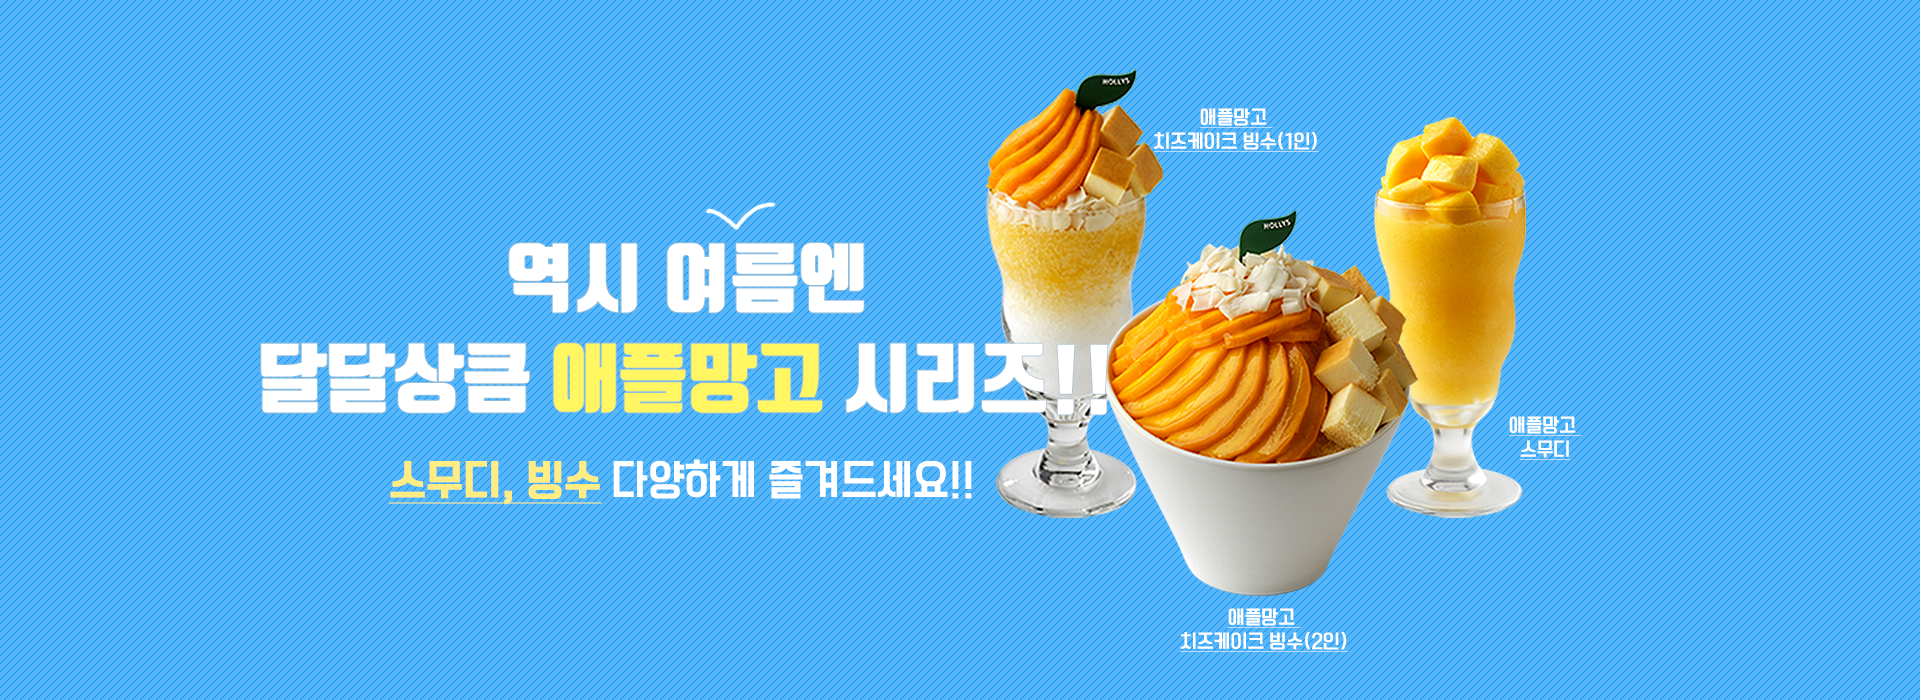 역시 여름엔
달달상큼 애플망고 시리즈!!
스무디, 빙수 다양하게 즐겨드세요!!
HOLLYS
애플망고
치즈케이크 빙수(1인)
HOLLYS
애플망고
치즈케이크 빙수(2인)
애플망고
스무디